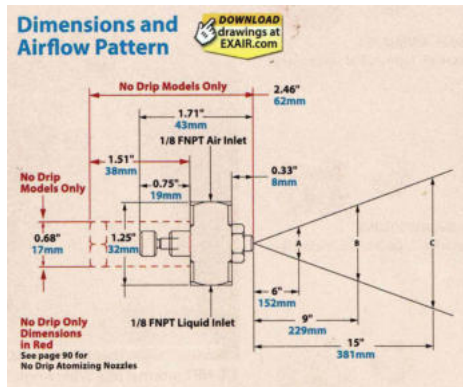 Dimensions and
Airflow Pattern
DOWNLOAD
drawings at
EXAIR.com
No Drip Models Only
2.46"
62mm
1.71"
43mm
1/8 FNPT Air Inlet
1.51"
38mm
0.33"
8mm
No Drip
Models Only
0.75"
19mm
0.68"
17mm
1.25"
32mm
A
B
C
6"
152mm
9"
229mm
15"
381mm
1/8 FNPT Liquid Inlet
No Drip Only
Dimensions
in Red
See page 90 for
No Drip Atomizing Nozzles